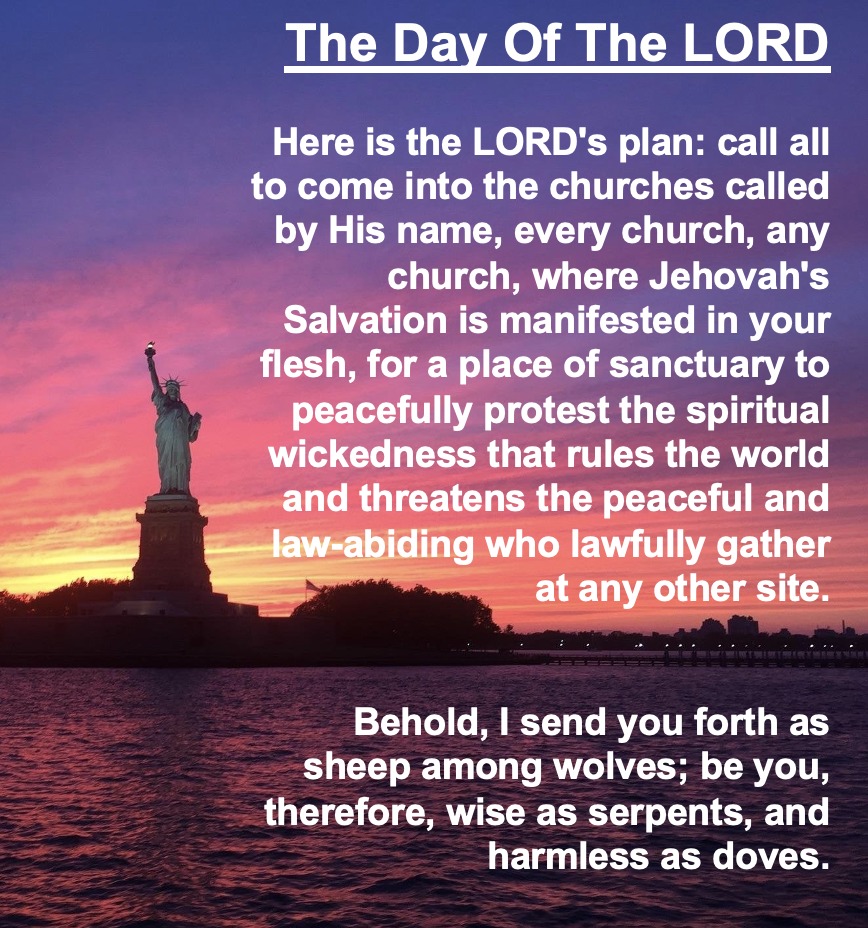 The Day Of The LORD
Here is the LORD's plan: call all
to come into the churches called
by His name, every church, any
church, where Jehovah's
Salvation is manifested in your
flesh, for a place of sanctuary to
peacefully protest the spiritual
wickedness that rules the world
and threatens the peaceful and
law-abiding who lawfully gather
at any other site.
Behold, I send you forth as
sheep among wolves; be you,
therefore, wise as serpents, and
harmless as doves.